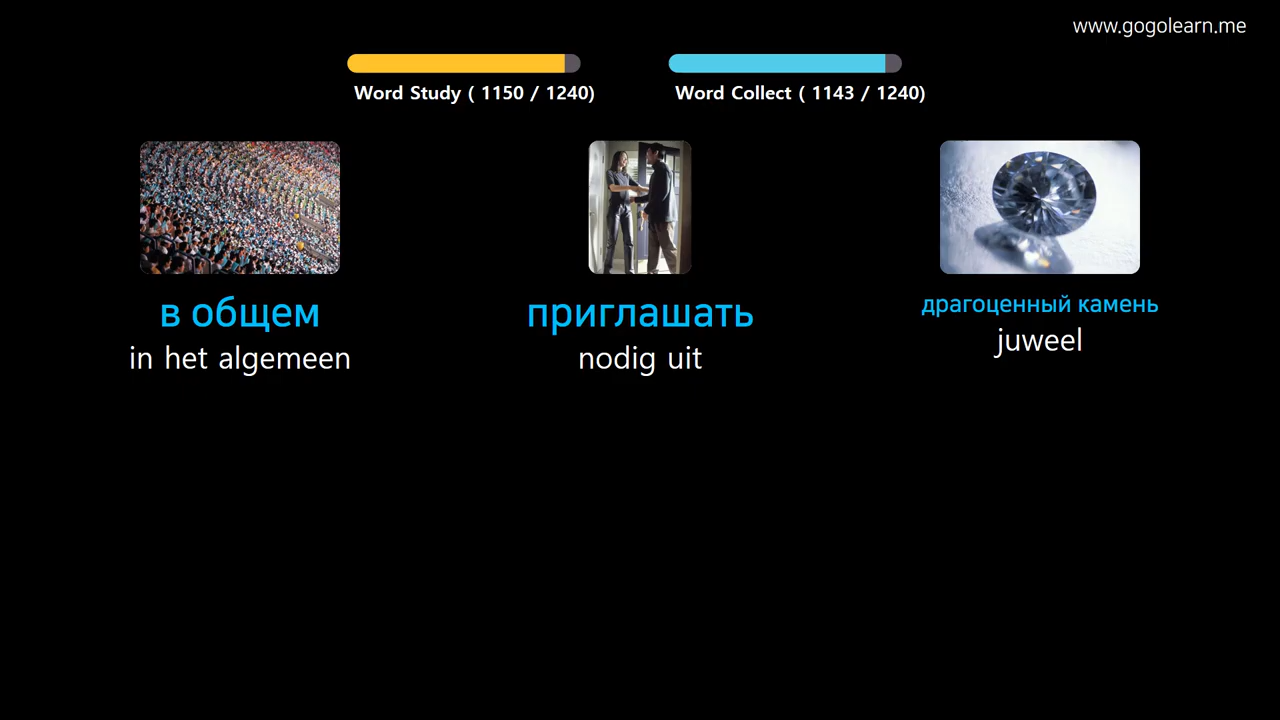 www.gogolearn.me
Word Study ( 1150 / 1240)
Word Collect ( 1143 / 1240)
в общем
in het algemeen
приглашать
nodig uit
драгоценный камень
juweel